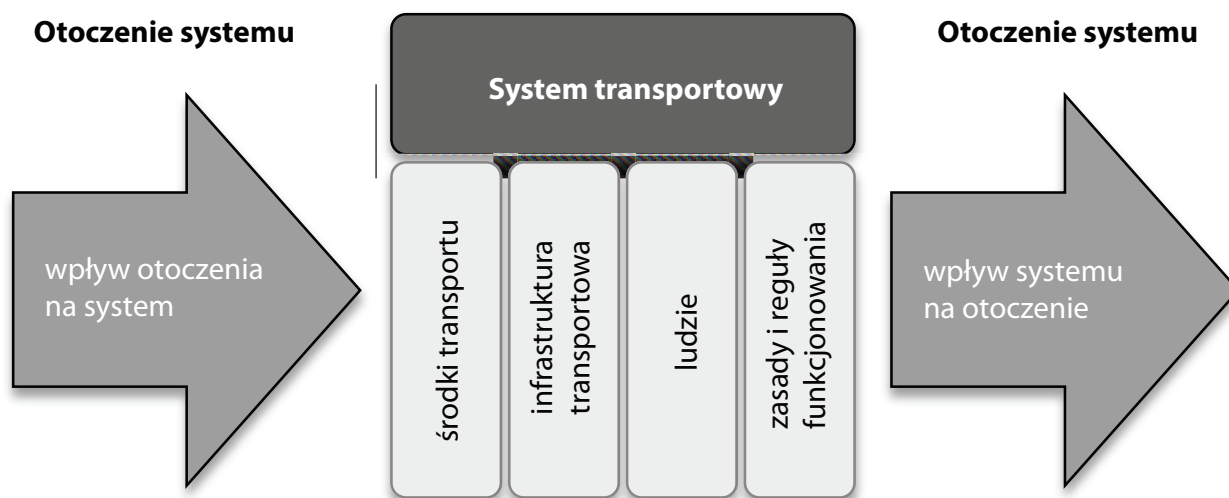 Otoczenie systemu
wpływ otoczenia
na system
System transportowy
środki transportu
infrastruktura
transportowa
ludzie
zasady i reguły
funkcjonowania
Otoczenie systemu
wpływ systemu
na otoczenie